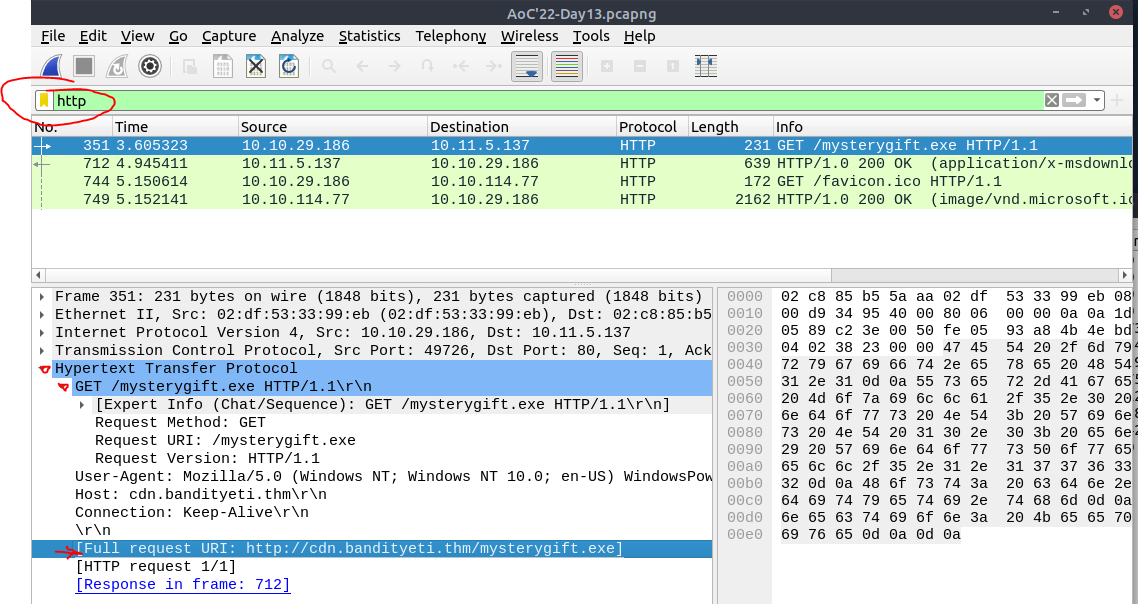 AoC'22-Day13.pcapng
File Edit View Go Capture Analyze Statistics Telephony Wireless Tools Help
http
No. Time Source Destination Protocol Length Info
351 3.605323 10.10.29.186 10.11.5.137 HTTP 231 GET /mysterygift.exe HTTP/1.1
712 4.945411 10.11.5.137 10.10.29.186 HTTP 639 HTTP/1.0 200 OK (application/x-msdownlo
744 5.150614 10.10.29.186 10.10.114.77 HTTP 172 GET /favicon.ico HTTP/1.1
749 5.152141 10.10.114.77 10.10.29.186 HTTP 2162 HTTP/1.0 200 OK (image/vnd.microsoft.ic
Frame 351: 231 bytes on wire (1848 bits), 231 bytes captured (1848 bits)
Ethernet II, Src: 02:df:53:33:99:eb (02:df:53:33:99:eb), Dst: 02:c8:85:b5
Internet Protocol Version 4, Src: 10.10.29.186, Dst: 10.11.5.137
Transmission Control Protocol, Src Port: 49726, Dst Port: 80, Seq: 1, Ack
Hypertext Transfer Protocol
GET /mysterygift.exe HTTP/1.1\r\n
[Expert Info (Chat/Sequence): GET /mysterygift.exe HTTP/1.1\r\n]
Request Method: GET
Request URI: /mysterygift.exe
Request Version: HTTP/1.1
User-Agent: Mozilla/5.0 (Windows NT; Windows NT 10.0; en-US) WindowsPow
Host: cdn.bandityeti.thm\r\n
Connection: Keep-Alive\r\n
\r\n
[Full request URI: http://cdn.bandityeti.thm/mysterygift.exe]
[HTTP request 1/1]
[Response in frame: 712]
0000 02 c8 85 b5 5a aa 02 df 53 33 99 eb 08
0010 00 d9 34 95 40 00 80 06 00 00 0a 0a 1d
0020 05 89 c2 3e 00 50 fe 05 93 a8 4b 4e bd
0030 04 02 38 23 00 00 47 45 54 20 2f 6d 79
0040 72 79 67 69 66 74 2e 65 78 65 20 48 54
0050 31 2e 31 0d 0a 55 73 65 72 2d 41 67 65
0060 20 4d 6f 7a 69 6c 6c 61 2f 35 2e 30 20
0070 6e 64 6f 77 73 20 4e 54 3b 20 57 69 6e
0080 73 20 4e 54 20 31 30 2e 30 3b 20 65 6e
0090 29 20 57 69 6e 64 6f 77 73 50 6f 77 65
00a0 65 6c 6c 2f 35 2e 31 2e 31 37 37 36 33
00b0 32 0d 0a 48 6f 73 74 3a 20 63 64 6e 2e
00c0 64 69 74 79 65 74 69 2e 74 68 6d 0d 0a
00d0 6e 65 63 74 69 6f 6e 3a 20 4b 65 65 70
00e0 69 76 65 0d 0a 0d 0a